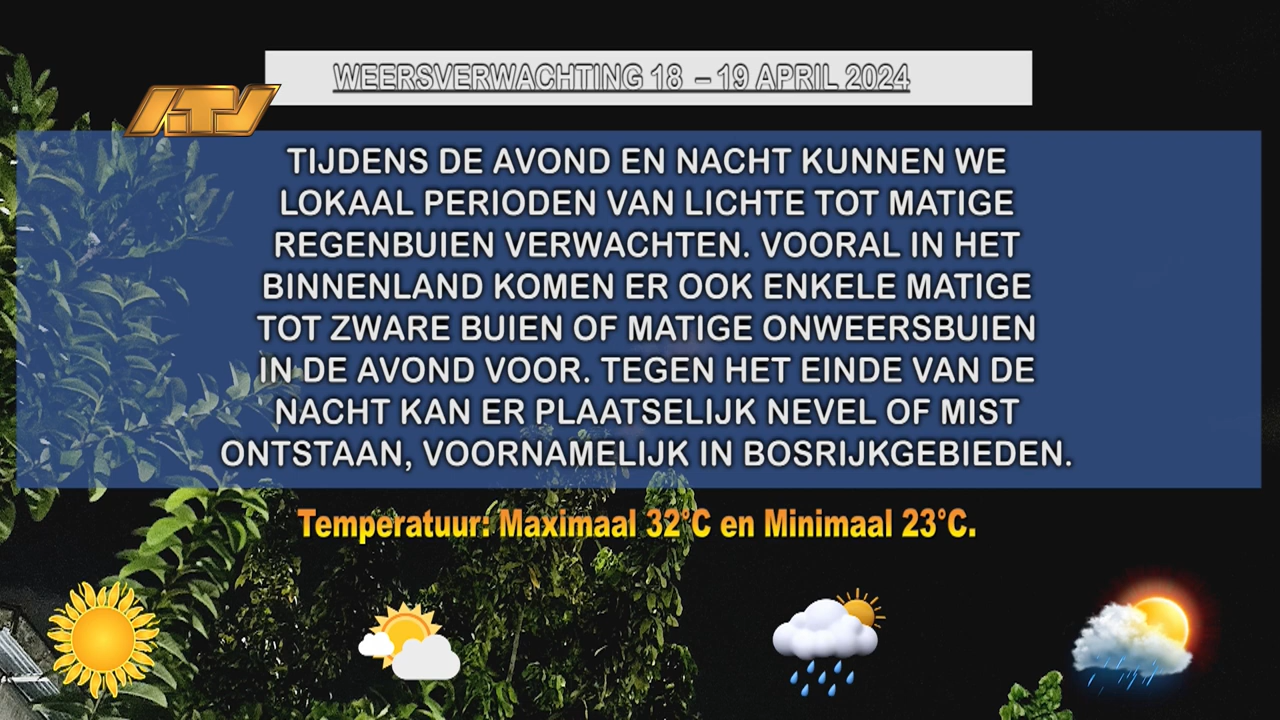 WEERSVERWACHTING 18 – 19 APRIL 2024
ATV
TIJDENS DE AVOND EN NACHT KUNNEN WE
LOKAAL PERIODEN VAN LICHTE TOT MATIGE
REGENBUIEN VERWACHTEN. VOORAL IN HET
BINNENLAND KOMEN ER OOK ENKELE MATIGE
TOT ZWARE BUIEN OF MATIGE ONWEERSBUIEN
IN DE AVOND VOOR. TEGEN HET EINDE VAN DE
NACHT KAN ER PLAATSELIJK NEVEL OF MIST
ONTSTAAN, VOORNAMELIJK IN BOSRIJKGEBIEDEN.
Temperatuur: Maximaal 32°C en Minimaal 23°C.